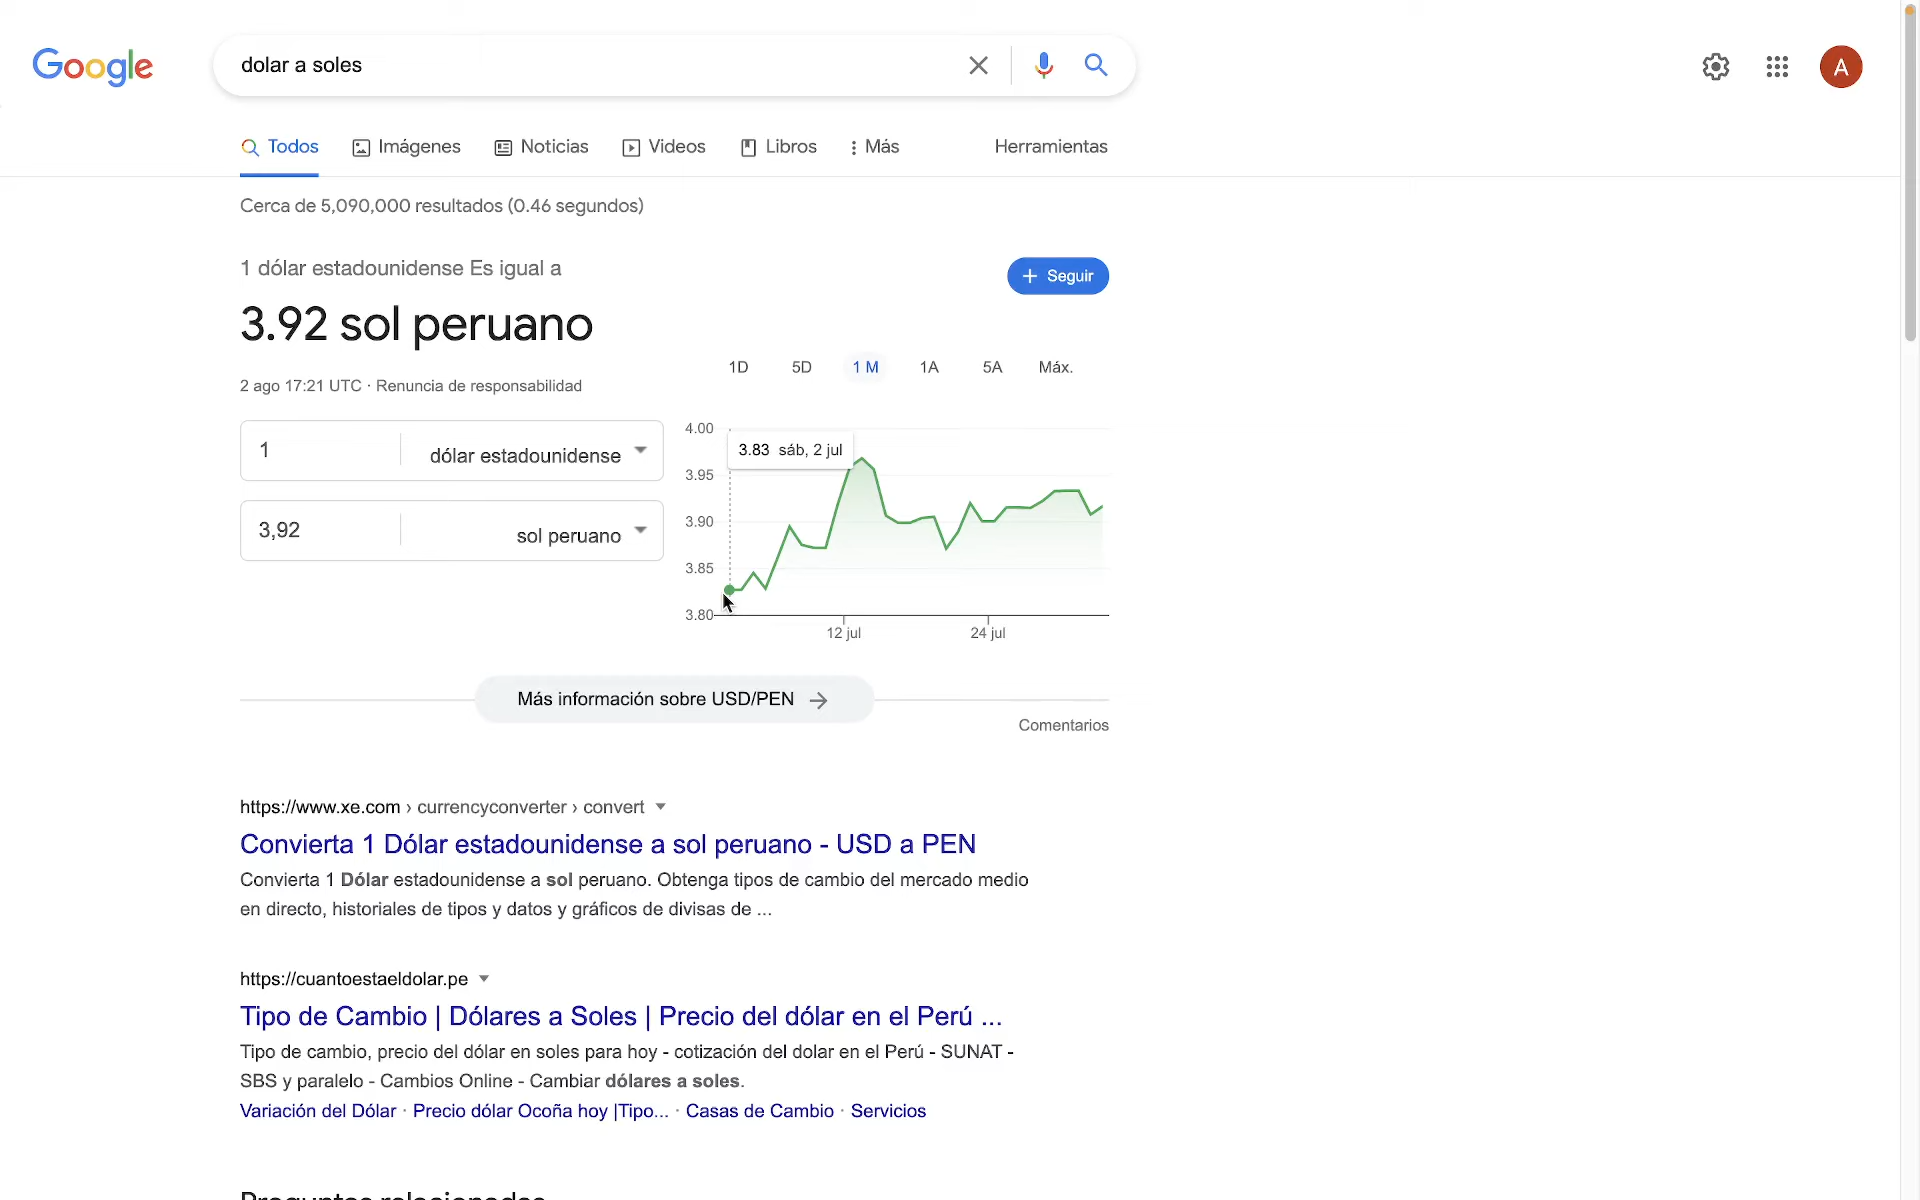 Google
dolar a soles
A
Todos
Imágenes
Noticias
Videos
Libros
Más
Herramientas
Cerca de 5,090,000 resultados (0.46 segundos)
1 dólar estadounidense Es igual a
3.92 sol peruano
2 ago 17:21 UTC · Renuncia de responsabilidad
1 dólar estadounidense
3,92 sol peruano
+ Seguir
1D 5D 1 M 1A 5A Máx.
4.00
3.83 sáb, 2 jul
3.95
3.90
3.85
3.80
12 jul 24 jul
Más información sobre USD/PEN →
Comentarios
https://www.xe.com › currencyconverter › convert
Convierta 1 Dólar estadounidense a sol peruano - USD a PEN
Convierta 1 Dólar estadounidense a sol peruano. Obtenga tipos de cambio del mercado medio
en directo, historiales de tipos y datos y gráficos de divisas de ...
https://cuantoestaeldolar.pe
Tipo de Cambio | Dólares a Soles | Precio del dólar en el Perú ...
Tipo de cambio, precio del dólar en soles para hoy - cotización del dolar en el Perú - SUNAT -
SBS y paralelo - Cambios Online - Cambiar dólares a soles.
Variación del Dólar · Precio dólar Ocoña hoy |Tipo... · Casas de Cambio · Servicios
Preguntas relacionadas